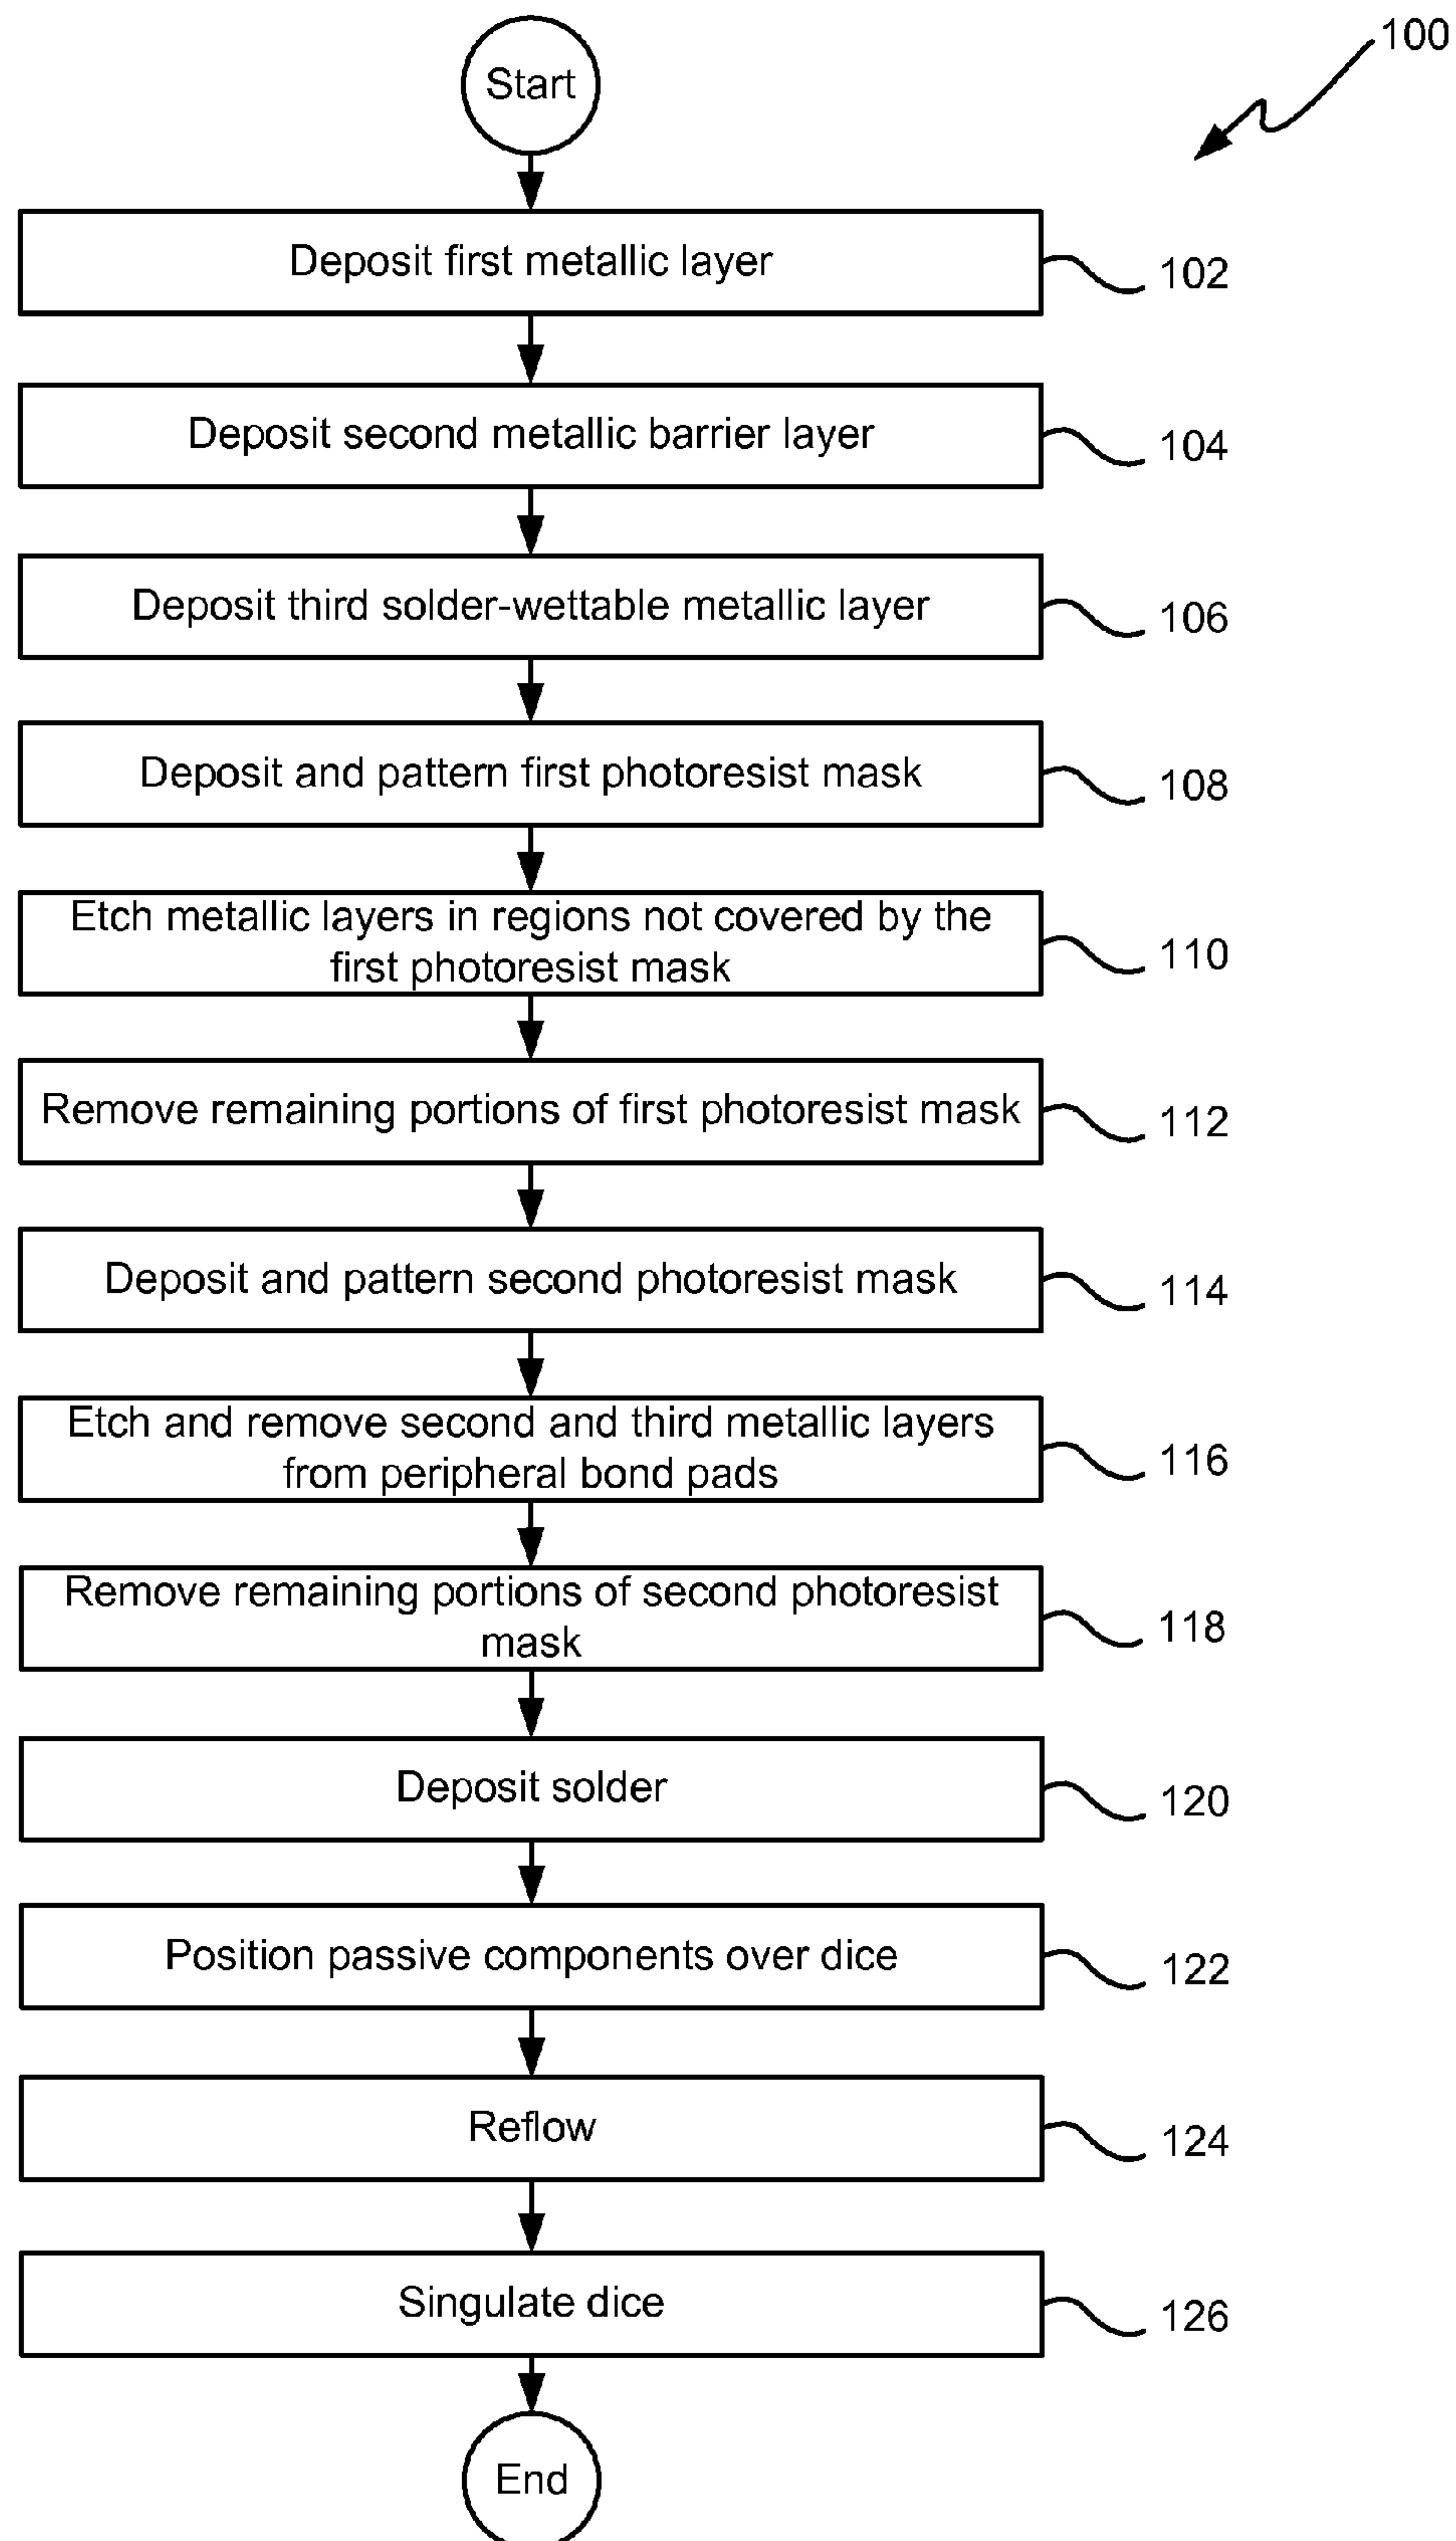 100
Start
Deposit first metallic layer
102
Deposit second metallic barrier layer
104
Deposit third solder-wettable metallic layer
106
Deposit and pattern first photoresist mask
108
Etch metallic layers in regions not covered by the
first photoresist mask
110
Remove remaining portions of first photoresist mask
112
Deposit and pattern second photoresist mask
114
Etch and remove second and third metallic layers
from peripheral bond pads
116
Remove remaining portions of second photoresist
mask
118
Deposit solder
120
Position passive components over dice
122
Reflow
124
Singulate dice
126
End